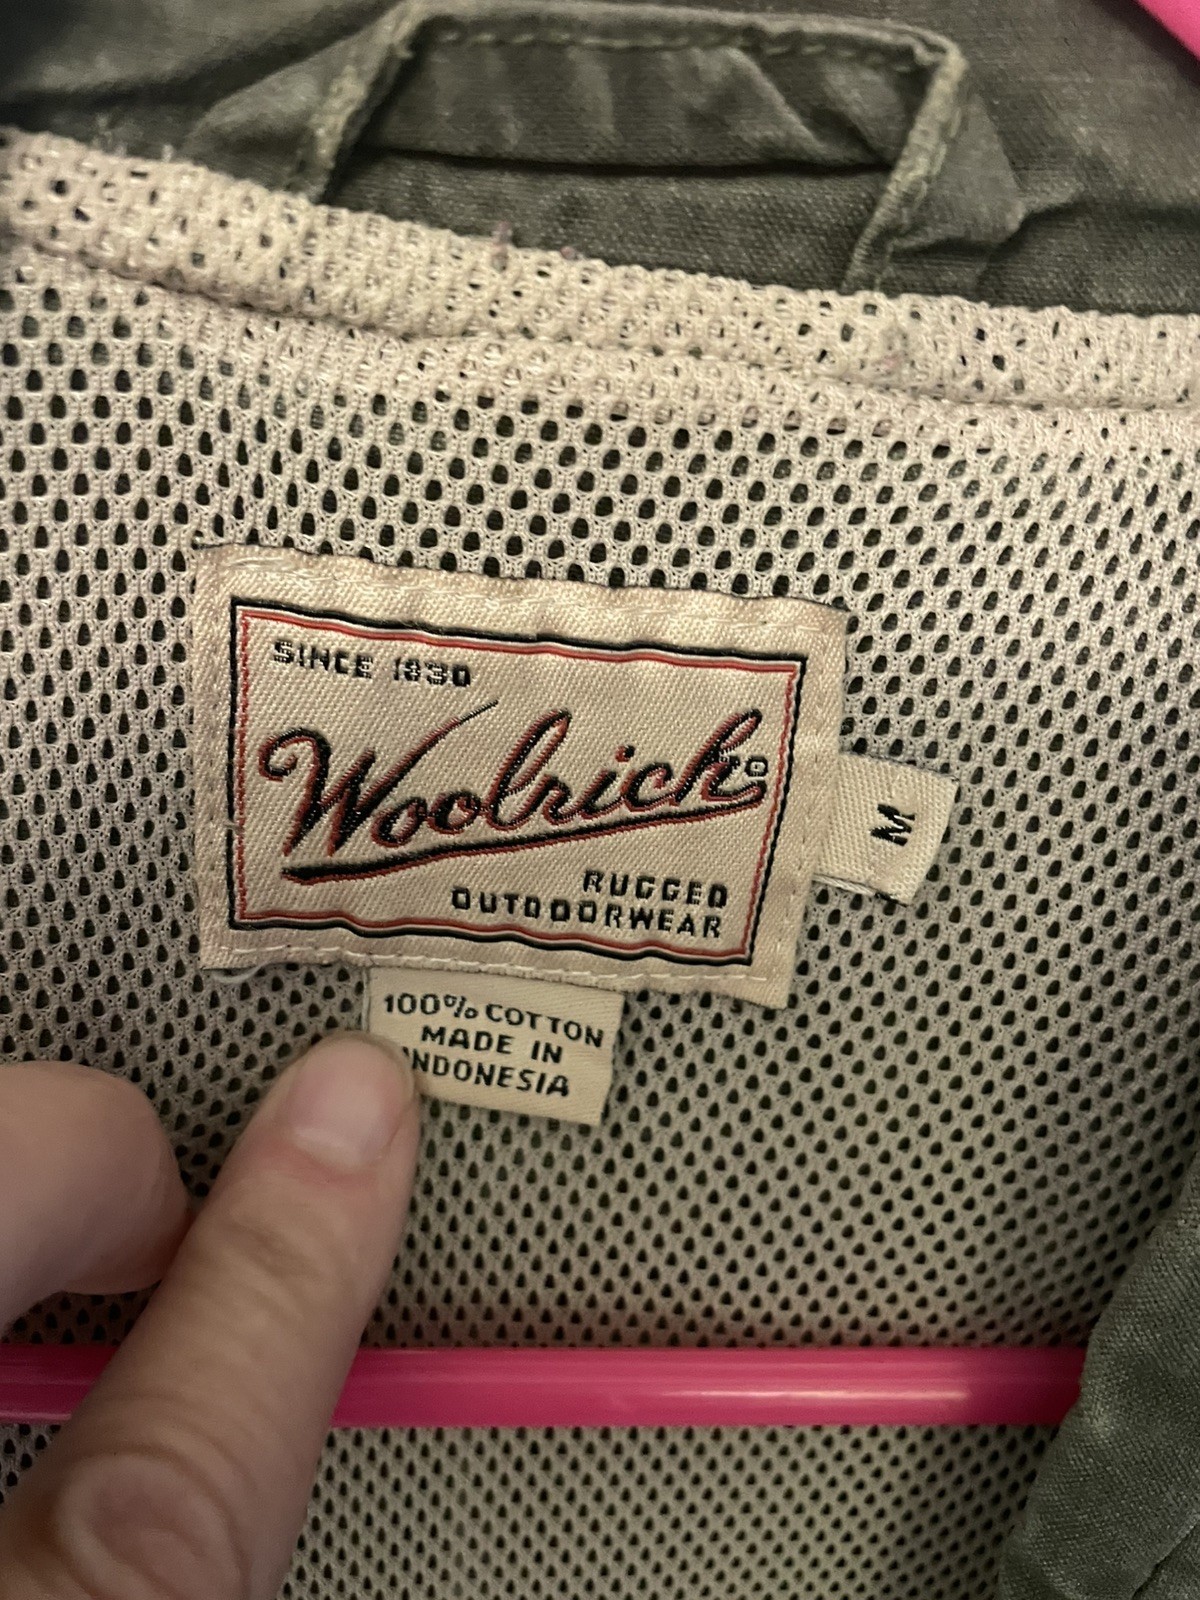 SINCE 1830
Woolrich®
RUGGED
OUTDOORWEAR
M
100% COTTON
MADE IN
INDONESIA